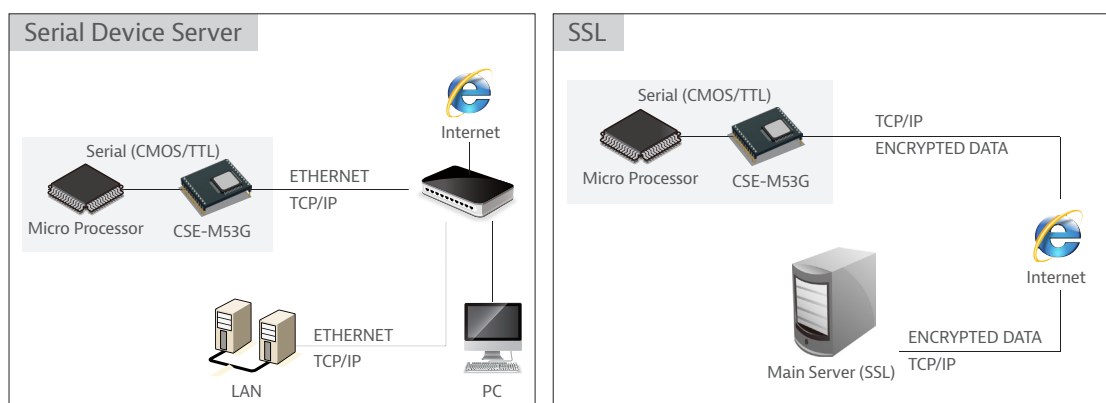 Serial Device Server
Internet
Serial (CMOS/TTL)
ETHERNET
TCP/IP
Micro Processor
CSE-M53G
ETHERNET
TCP/IP
LAN
PC
SSL
Serial (CMOS/TTL)
TCP/IP
ENCRYPTED DATA
Micro Processor
CSE-M53G
Internet
ENCRYPTED DATA
TCP/IP
Main Server (SSL)